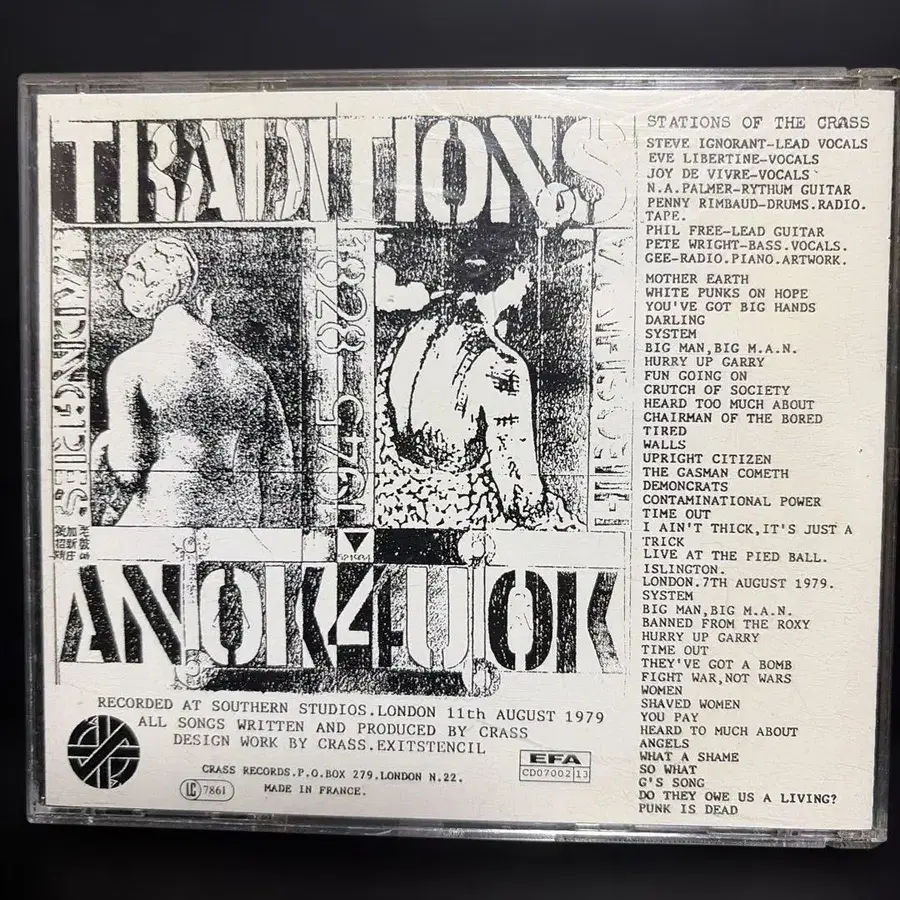 TRADITIONS
HIROSHIMA
1828-1979
ANOK4UOK
RECORDED AT SOUTHERN STUDIOS.LONDON 11th AUGUST 1979
ALL SONGS WRITTEN AND PRODUCED BY CRASS
DESIGN WORK BY CRASS.EXITSTENCIL
CRASS RECORDS.P.O.BOX 279.LONDON N.22.
LC 7861
MADE IN FRANCE.
EFA
CD07002 13
STATIONS OF THE CRASS
STEVE IGNORANT-LEAD VOCALS
EVE LIBERTINE-VOCALS
JOY DE VIVRE-VOCALS
N.A.PALMER-RYTHUM GUITAR
PENNY RIMBAUD-DRUMS.RADIO.
TAPE.
PHIL FREE-LEAD GUITAR
PETE WRIGHT-BASS.VOCALS.
GEE-RADIO.PIANO.ARTWORK.
MOTHER EARTH
WHITE PUNKS ON HOPE
YOU'VE GOT BIG HANDS
DARLING
SYSTEM
BIG MAN,BIG M.A.N.
HURRY UP GARRY
FUN GOING ON
CRUTCH OF SOCIETY
HEARD TOO MUCH ABOUT
CHAIRMAN OF THE BORED
TIRED
WALLS
UPRIGHT CITIZEN
THE GASMAN COMETH
DEMONCRATS
CONTAMINATIONAL POWER
TIME OUT
I AIN'T THICK,IT'S JUST A
TRICK
LIVE AT THE PIED BALL.
ISLINGTON.
LONDON.7TH AUGUST 1979.
SYSTEM
BIG MAN,BIG M.A.N.
BANNED FROM THE ROXY
HURRY UP GARRY
TIME OUT
THEY'VE GOT A BOMB
FIGHT WAR,NOT WARS
WOMEN
SHAVED WOMEN
YOU PAY
HEARD TO MUCH ABOUT
ANGELS
WHAT A SHAME
SO WHAT
G'S SONG
DO THEY OWE US A LIVING?
PUNK IS DEAD